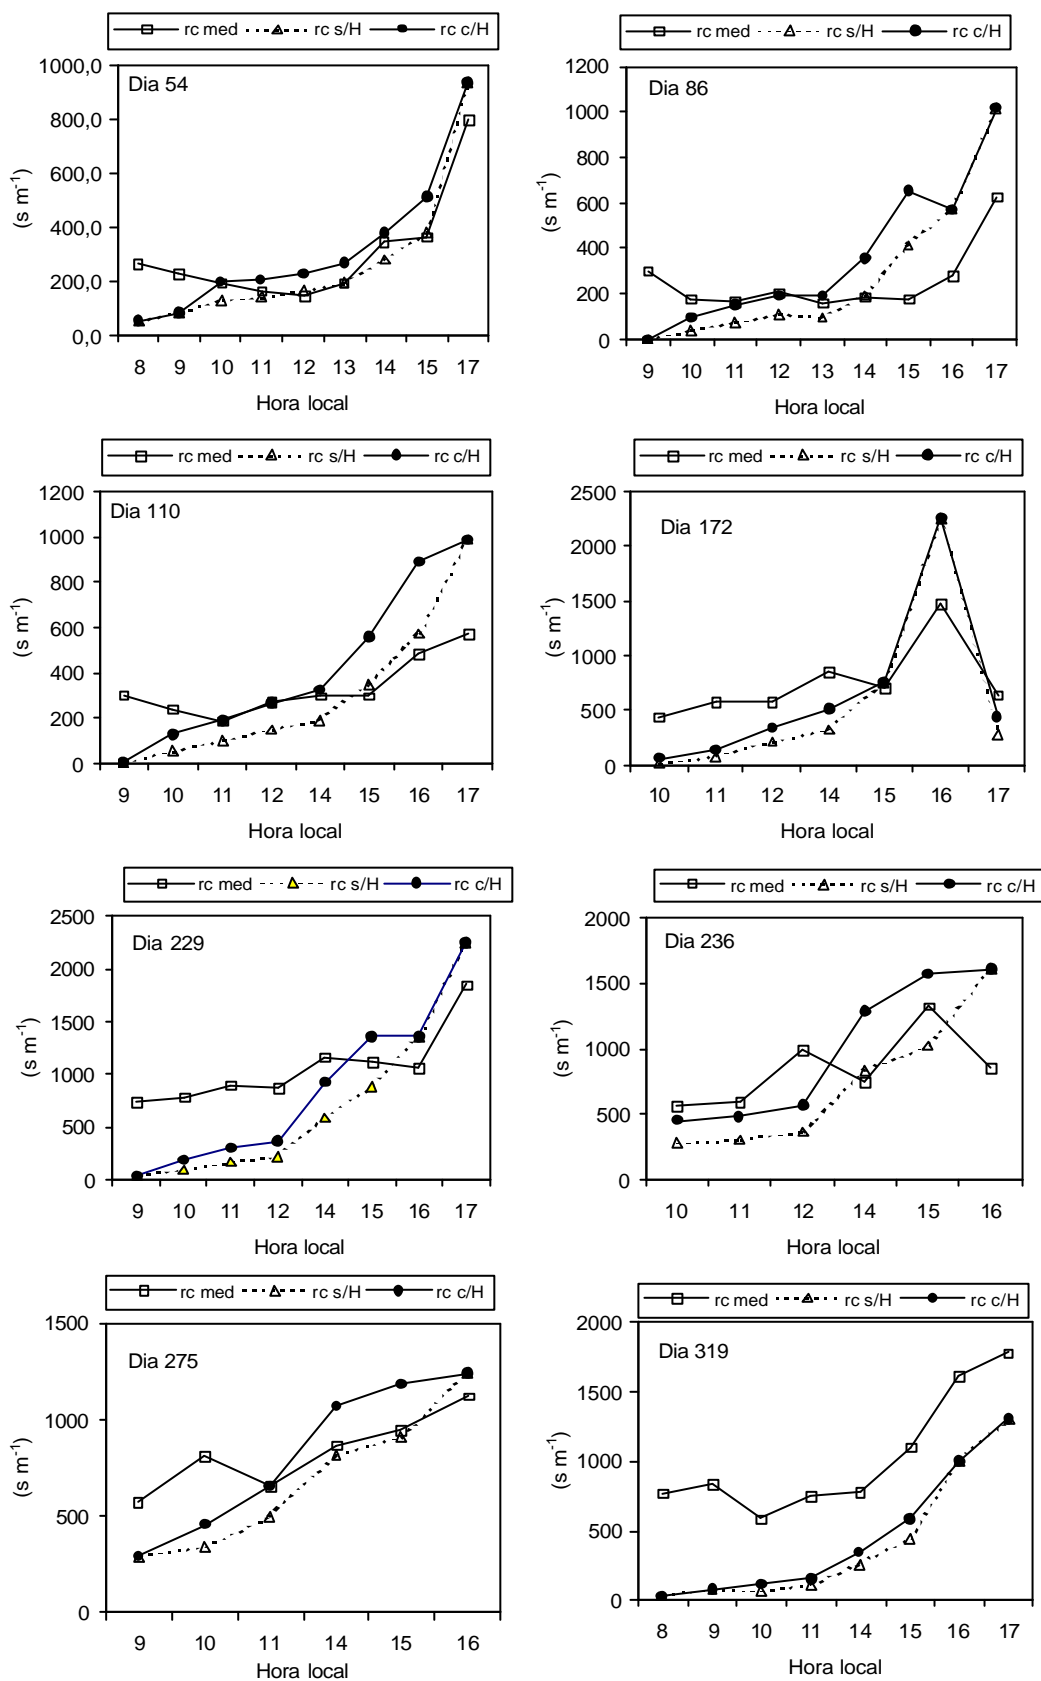 rc med rc s/H rc c/H
Dia 54
1000,0
800,0
600,0
400,0
200,0
0,0
(s m⁻¹)
8 9 10 11 12 13 14 15 17
Hora local
rc med rc s/H rc c/H
Dia 86
1200
1000
800
600
400
200
0
(s m⁻¹)
9 10 11 12 13 14 15 16 17
Hora local
rc med rc s/H rc c/H
Dia 110
1200
1000
800
600
400
200
0
(s m⁻¹)
9 10 11 12 14 15 16 17
Hora local
rc med rc s/H rc c/H
Dia 172
2500
2000
1500
1000
500
0
(s m⁻¹)
10 11 12 14 15 16 17
Hora local
rc med rc s/H rc c/H
Dia 229
2500
2000
1500
1000
500
0
(s m⁻¹)
9 10 11 12 14 15 16 17
Hora local
rc med rc s/H rc c/H
Dia 236
2000
1500
1000
500
0
(s m⁻¹)
10 11 12 14 15 16
Hora local
rc med rc s/H rc c/H
Dia 275
1500
1000
500
0
(s m⁻¹)
9 10 11 14 15 16
Hora local
rc med rc s/H rc c/H
Dia 319
2000
1500
1000
500
0
(s m⁻¹)
8 9 10 11 14 15 16 17
Hora local